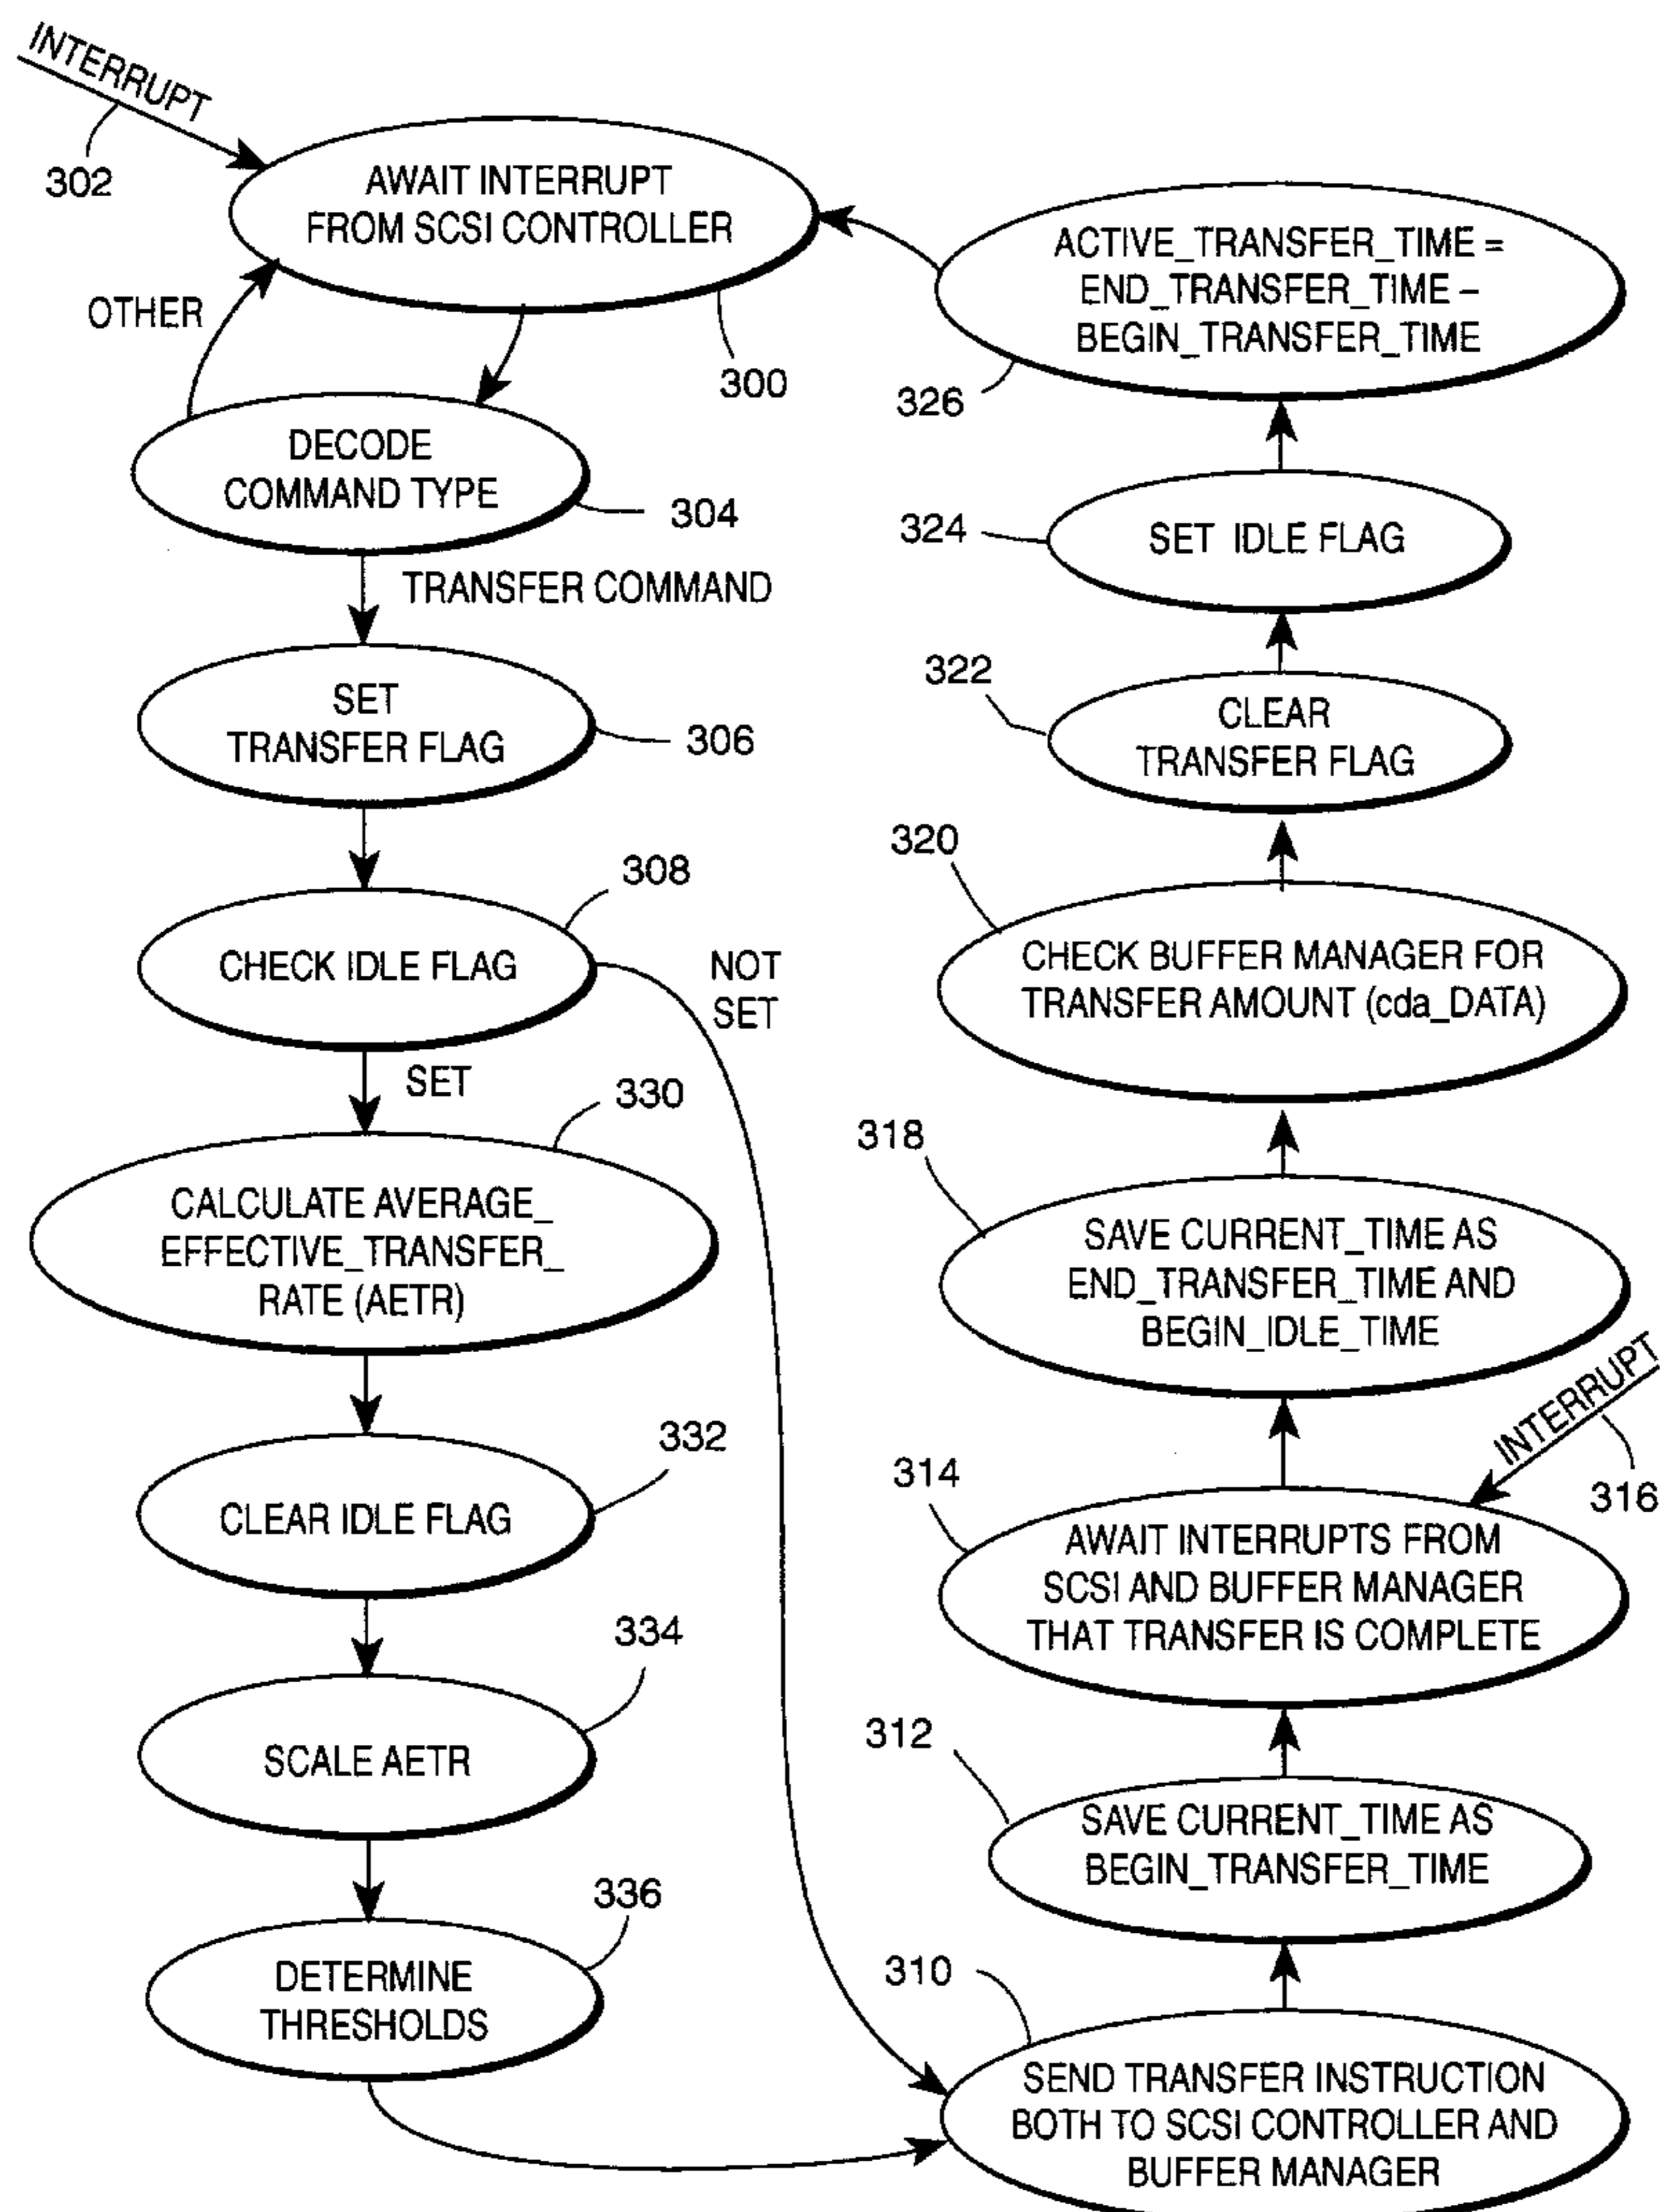 INTERRUPT
302
AWAIT INTERRUPT
FROM SCSI CONTROLLER
300
OTHER
DECODE
COMMAND TYPE
304
TRANSFER COMMAND
SET
TRANSFER FLAG
306
308
CHECK IDLE FLAG
NOT
SET
SET
330
CALCULATE AVERAGE_
EFFECTIVE_TRANSFER_
RATE (AETR)
332
CLEAR IDLE FLAG
334
SCALE AETR
336
DETERMINE
THRESHOLDS
310
SEND TRANSFER INSTRUCTION
BOTH TO SCSI CONTROLLER AND
BUFFER MANAGER
312
SAVE CURRENT_TIME AS
BEGIN_TRANSFER_TIME
314
AWAIT INTERRUPTS FROM
SCSI AND BUFFER MANAGER
THAT TRANSFER IS COMPLETE
INTERRUPT
316
318
SAVE CURRENT_TIME AS
END_TRANSFER_TIME AND
BEGIN_IDLE_TIME
320
CHECK BUFFER MANAGER FOR
TRANSFER AMOUNT (cda_DATA)
322
CLEAR
TRANSFER FLAG
324
SET IDLE FLAG
326
ACTIVE_TRANSFER_TIME =
END_TRANSFER_TIME –
BEGIN_TRANSFER_TIME